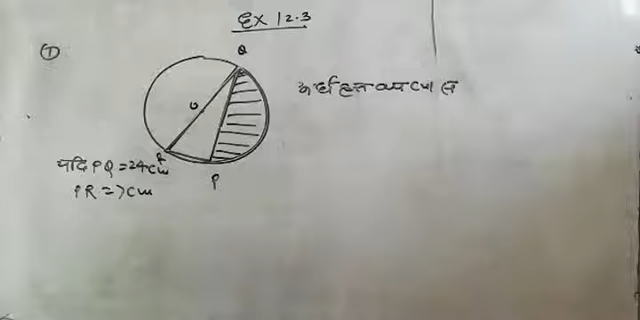 Ex 12.3
①
Q
O
R
P
यदि PQ = 24 cm
PR = 7 cm